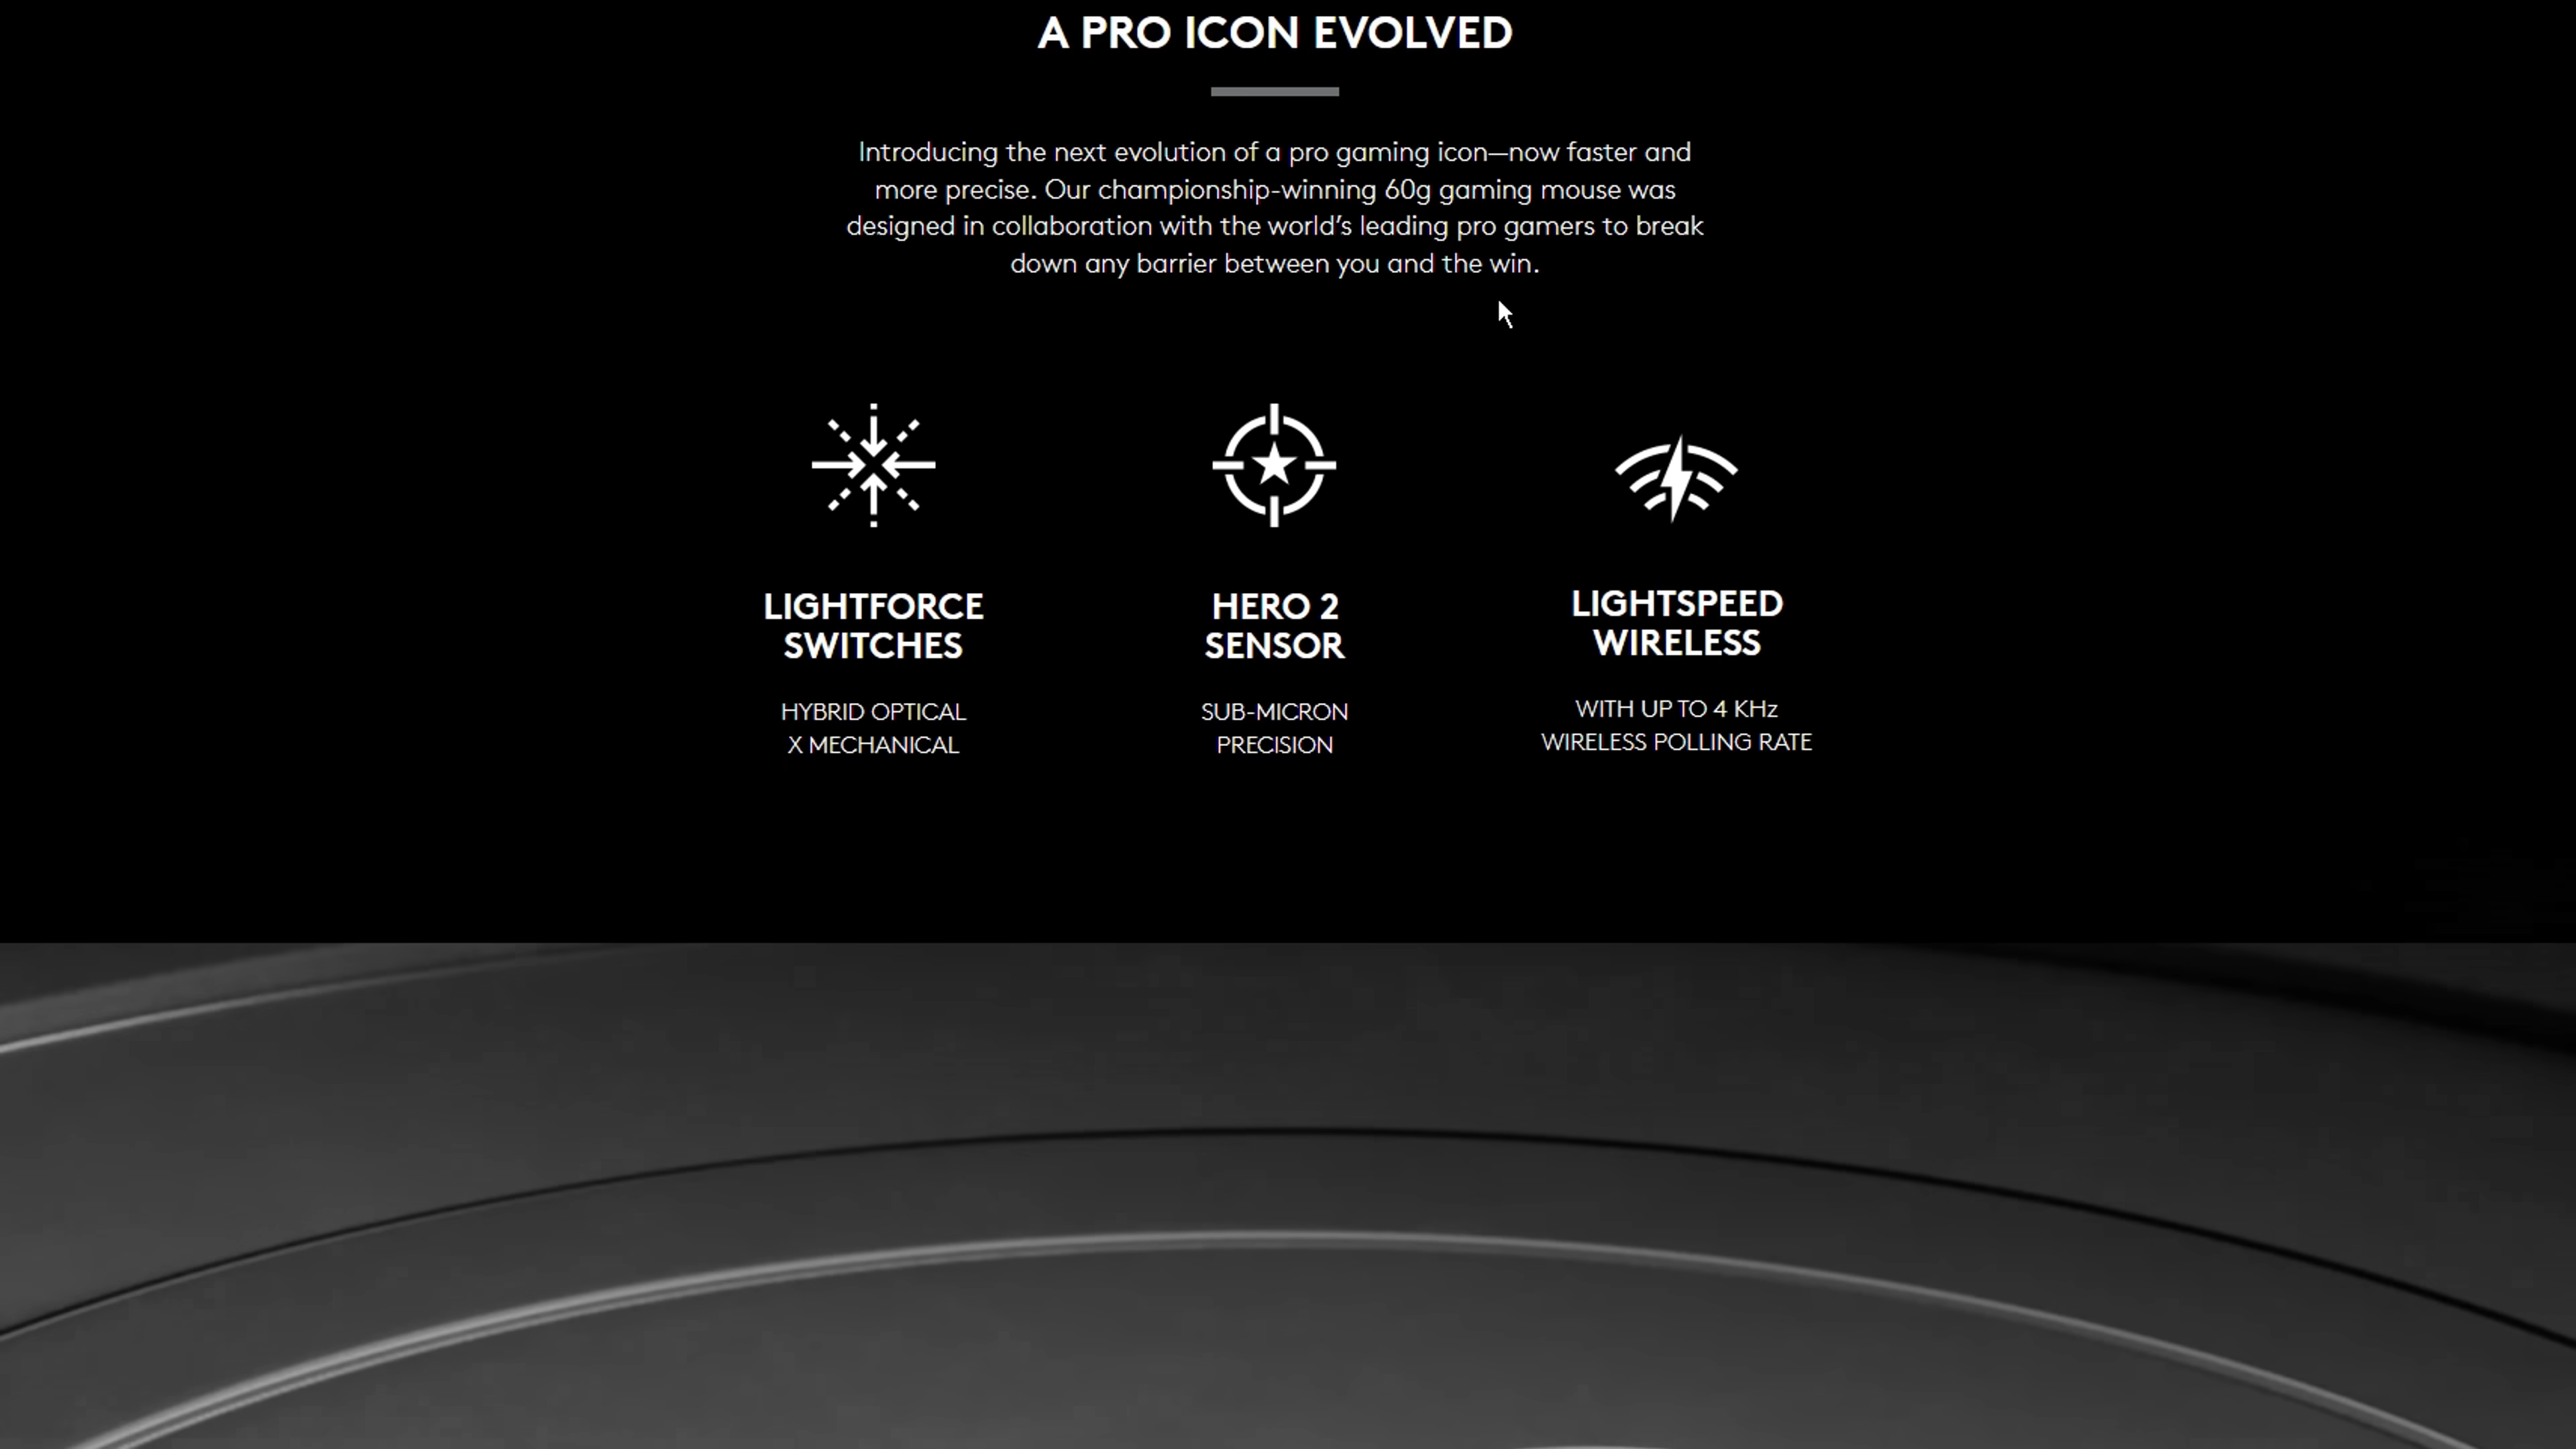 A PRO ICON EVOLVED
Introducing the next evolution of a pro gaming icon—now faster and
more precise. Our championship-winning 60g gaming mouse was
designed in collaboration with the world's leading pro gamers to break
down any barrier between you and the win.
LIGHTFORCE
SWITCHES
HYBRID OPTICAL
X MECHANICAL
HERO 2
SENSOR
SUB-MICRON
PRECISION
LIGHTSPEED
WIRELESS
WITH UP TO 4 KHz
WIRELESS POLLING RATE